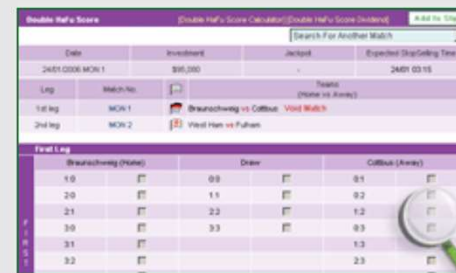 Double HaFu Score [Double HaFu Score Calculator][Double HaFu Score Dividend] Add to Slip
Search For Another Match
Date Investment Jackpot Expected Stop Selling Time
24/01/2006 MON 1 $95,000 - 24/01 03:15
Leg Match No. Teams
(Home vs Away)
1st leg MON 1 Braunschweig vs Cottbus Void Match
2nd leg MON 2 West Ham vs Fulham
First Leg
Braunschweig (Home) Draw Cottbus (Away)
1:0 0:0 0:1
2:0 1:1 0:2
2:1 2:2 1:2
3:0 3:3 0:3
3:1 1:3
3:2 2:3
F
I
R
S
T